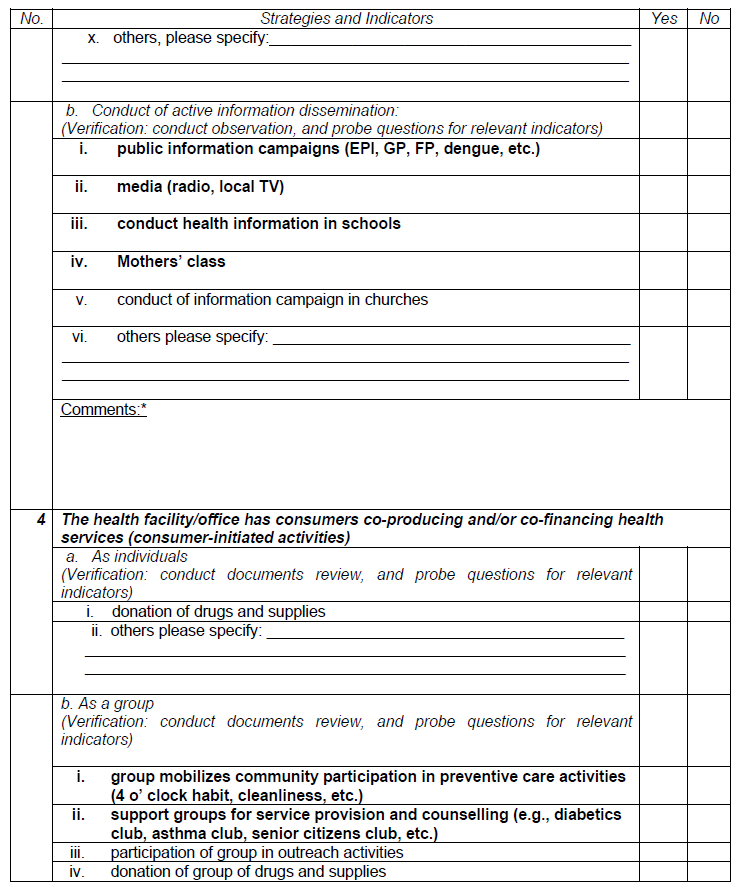 No. Strategies and Indicators Yes No
x. others, please specify:
b. Conduct of active information dissemination:
(Verification: conduct observation, and probe questions for relevant indicators)
i. public information campaigns (EPI, GP, FP, dengue, etc.)
ii. media (radio, local TV)
iii. conduct health information in schools
iv. Mothers’ class
v. conduct of information campaign in churches
vi. others please specify:
Comments:*
4 The health facility/office has consumers co-producing and/or co-financing health
services (consumer-initiated activities)
a. As individuals
(Verification: conduct documents review, and probe questions for relevant
indicators)
i. donation of drugs and supplies
ii. others please specify:
b. As a group
(Verification: conduct documents review, and probe questions for relevant
indicators)
i. group mobilizes community participation in preventive care activities
(4 o’ clock habit, cleanliness, etc.)
ii. support groups for service provision and counselling (e.g., diabetics
club, asthma club, senior citizens club, etc.)
iii. participation of group in outreach activities
iv. donation of group of drugs and supplies